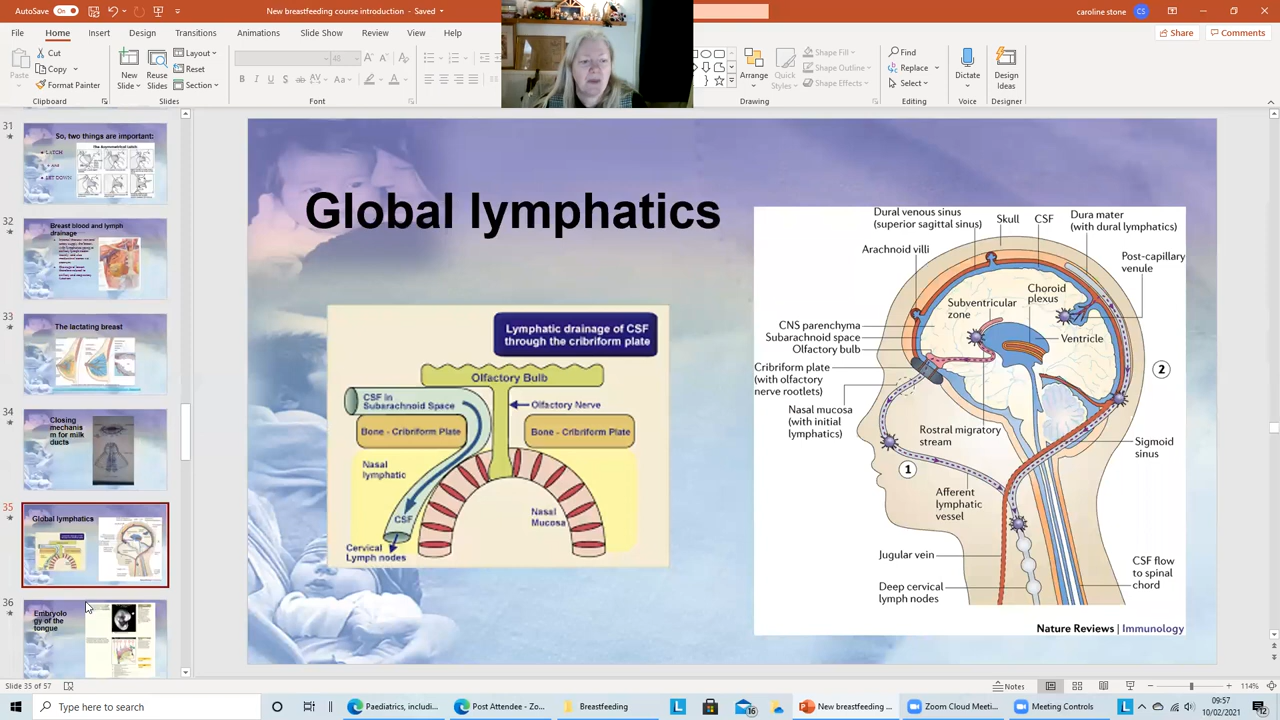 AutoSave
On
New breastfeeding course introduction - Saved
caroline stone
CS
File
Home
Insert
Design
Transitions
Animations
Slide Show
Review
View
Help
Share
Comments
Paste
Cut
Copy
Format Painter
Clipboard
New
Slide
Reuse
Slides
Layout
Reset
Section
Slides
48
Font
Arrange
Quick
Styles
Shape Fill
Shape Outline
Shape Effects
Drawing
Find
Replace
Select
Editing
Dictate
Voice
Design
Ideas
Designer
31
So, two things are important:
LATCH
LET DOWN
32
Breast blood and lymph
drainage
33
The lactating breast
34
Closing
mechanis
m for milk
ducts
35
Global lymphatics
36
Embryolo
gy of the
tongue
Global lymphatics
Lymphatic drainage of CSF
through the cribriform plate
Olfactory Bulb
CSF in
Subarachnoid Space
Olfactory Nerve
Bone - Cribriform Plate
Bone - Cribriform Plate
Nasal
lymphatic
CSF
Nasal
Mucosa
Cervical
Lymph nodes
Dural venous sinus
(superior sagittal sinus)
Skull
CSF
Dura mater
(with dural lymphatics)
Arachnoid villi
Post-capillary
venule
Subventricular
zone
Choroid
plexus
CNS parenchyma
Subarachnoid space
Olfactory bulb
Ventricle
Cribriform plate
(with olfactory
nerve rootlets)
2
Nasal mucosa
(with initial
lymphatics)
Rostral migratory
stream
Sigmoid
sinus
1
Afferent
lymphatic
vessel
Jugular vein
CSF flow
to spinal
chord
Deep cervical
lymph nodes
Nature Reviews | Immunology
Slide 35 of 57
Notes
114%
Type here to search
Paediatrics, includi...
Post Attendee - Zo...
Breastfeeding
16
New breastfeeding ...
Zoom Cloud Meeti...
Meeting Controls
09:57
10/02/2021
12